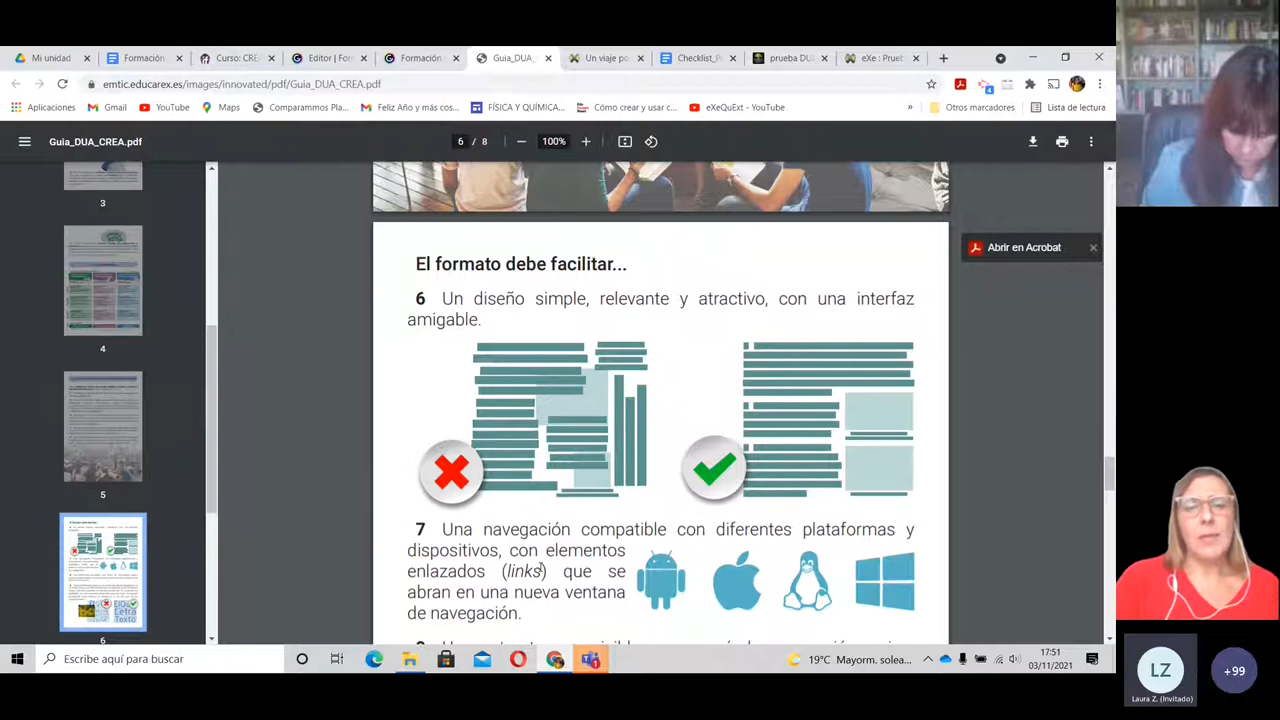 Mi unidad
Formación
Curso: CRE
Editor | For
Formación
Guia_DUA_
Un viaje po
Checklist_P
prueba DU
eXe : Prueb
emtic.educarex.es/images/innovated/pdf/Guia_DUA_CREA.pdf
Aplicaciones
Gmail
YouTube
Maps
Comparammos Plan...
Feliz Año y más cos...
FÍSICA Y QUÍMICA...
Cómo crear y usar c...
eXeQuExt - YouTube
»
Otros marcadores
Lista de lectura
Guia_DUA_CREA.pdf
6 / 8
100%
3
4
5
6
Abrir en Acrobat
El formato debe facilitar...
6 Un diseño simple, relevante y atractivo, con una interfaz
amigable.
7 Una navegación compatible con diferentes plataformas y
dispositivos, con elementos
enlazados (links) que se
abran en una nueva ventana
de navegación.
ElO
Letra
Texto
Escribe aquí para buscar
19°C Mayorm. solea...
17:51
03/11/2021
LZ
Laura Z. (Invitado)
+99